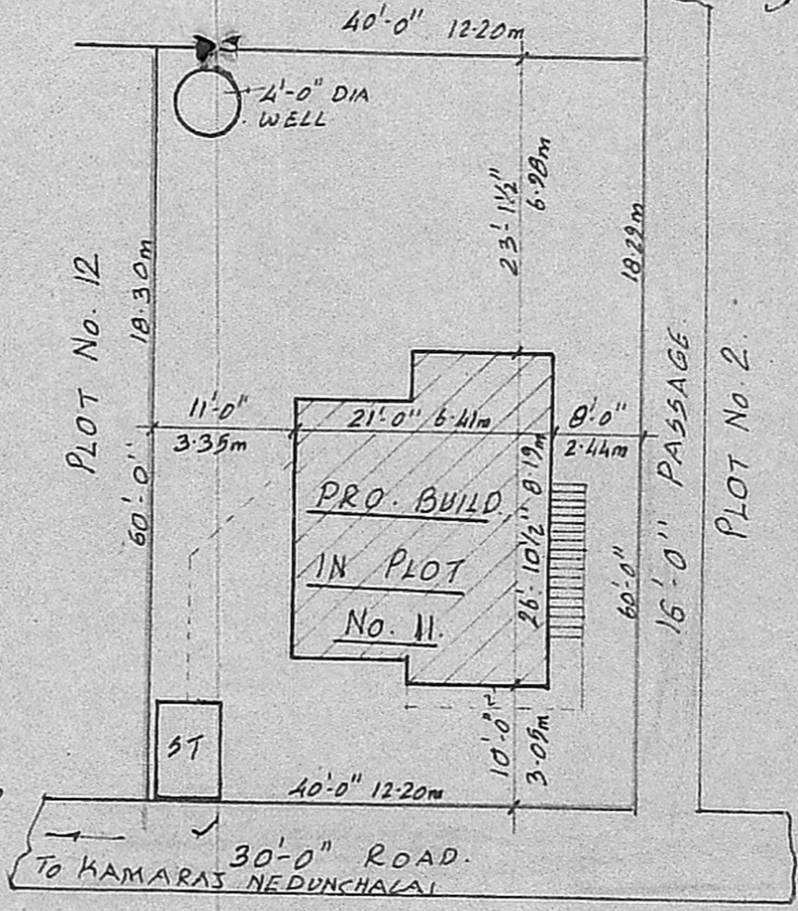 40'-0" 12.20m
4'-0" DIA
WELL
23'-1½"
6.98m
18.30m
18.29m
PLOT No. 12
60'-0"
11'-0"
3.35m
21'-0" 6.41m
8'-0"
2.44m
PRO. BUILD
IN PLOT
No. 11.
26'-10½" 8.19m
60'-0"
16'-0" PASSAGE
PLOT No. 2.
10'-0"
3.05m
ST
40'-0" 12.20m
30'-0" ROAD.
TO KAMARAJ NEDUNCHALAI